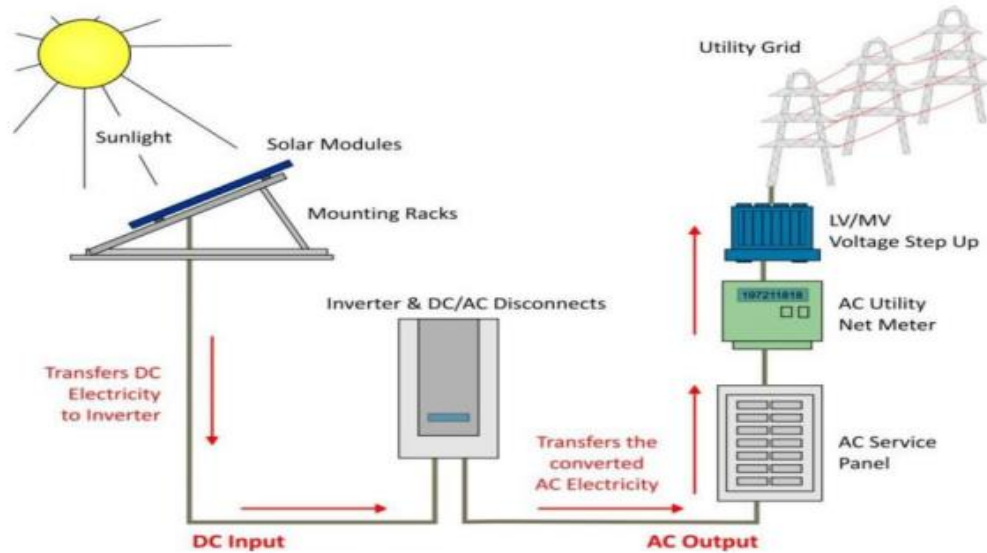 Sunlight
Solar Modules
Mounting Racks
Utility Grid
LV/MV
Voltage Step Up
197211818
AC Utility
Net Meter
Inverter & DC/AC Disconnects
Transfers DC
Electricity
to Inverter
Transfers the
converted
AC Electricity
AC Service
Panel
DC Input
AC Output